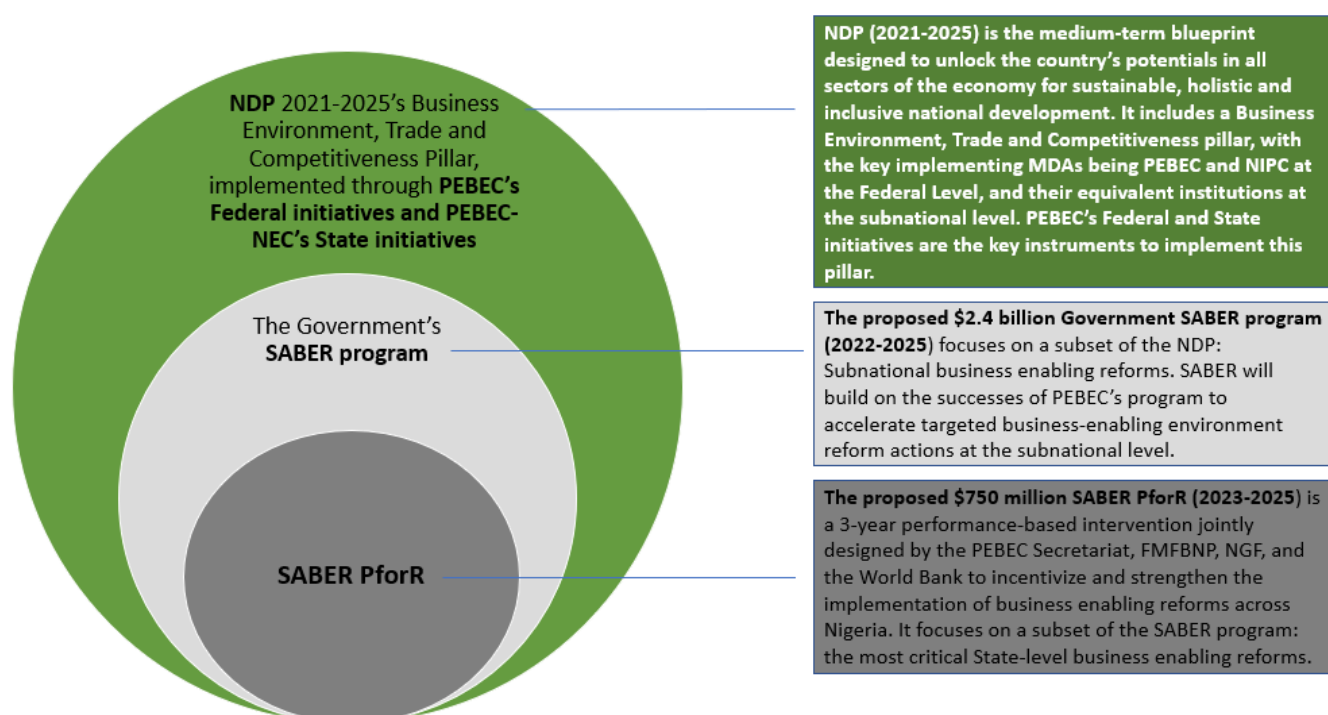 NDP 2021-2025's Business
Environment, Trade and
Competitiveness Pillar,
implemented through PEBEC's
Federal initiatives and PEBEC-
NEC's State initiatives
The Government's
SABER program
SABER PforR
NDP (2021-2025) is the medium-term blueprint
designed to unlock the country's potentials in all
sectors of the economy for sustainable, holistic and
inclusive national development. It includes a Business
Environment, Trade and Competitiveness pillar, with
the key implementing MDAs being PEBEC and NIPC at
the Federal Level, and their equivalent institutions at
the subnational level. PEBEC's Federal and State
initiatives are the key instruments to implement this
pillar.
The proposed $2.4 billion Government SABER program
(2022-2025) focuses on a subset of the NDP:
Subnational business enabling reforms. SABER will
build on the successes of PEBEC's program to
accelerate targeted business-enabling environment
reform actions at the subnational level.
The proposed $750 million SABER PforR (2023-2025) is
a 3-year performance-based intervention jointly
designed by the PEBEC Secretariat, FMFBNP, NGF, and
the World Bank to incentivize and strengthen the
implementation of business enabling reforms across
Nigeria. It focuses on a subset of the SABER program:
the most critical State-level business enabling reforms.